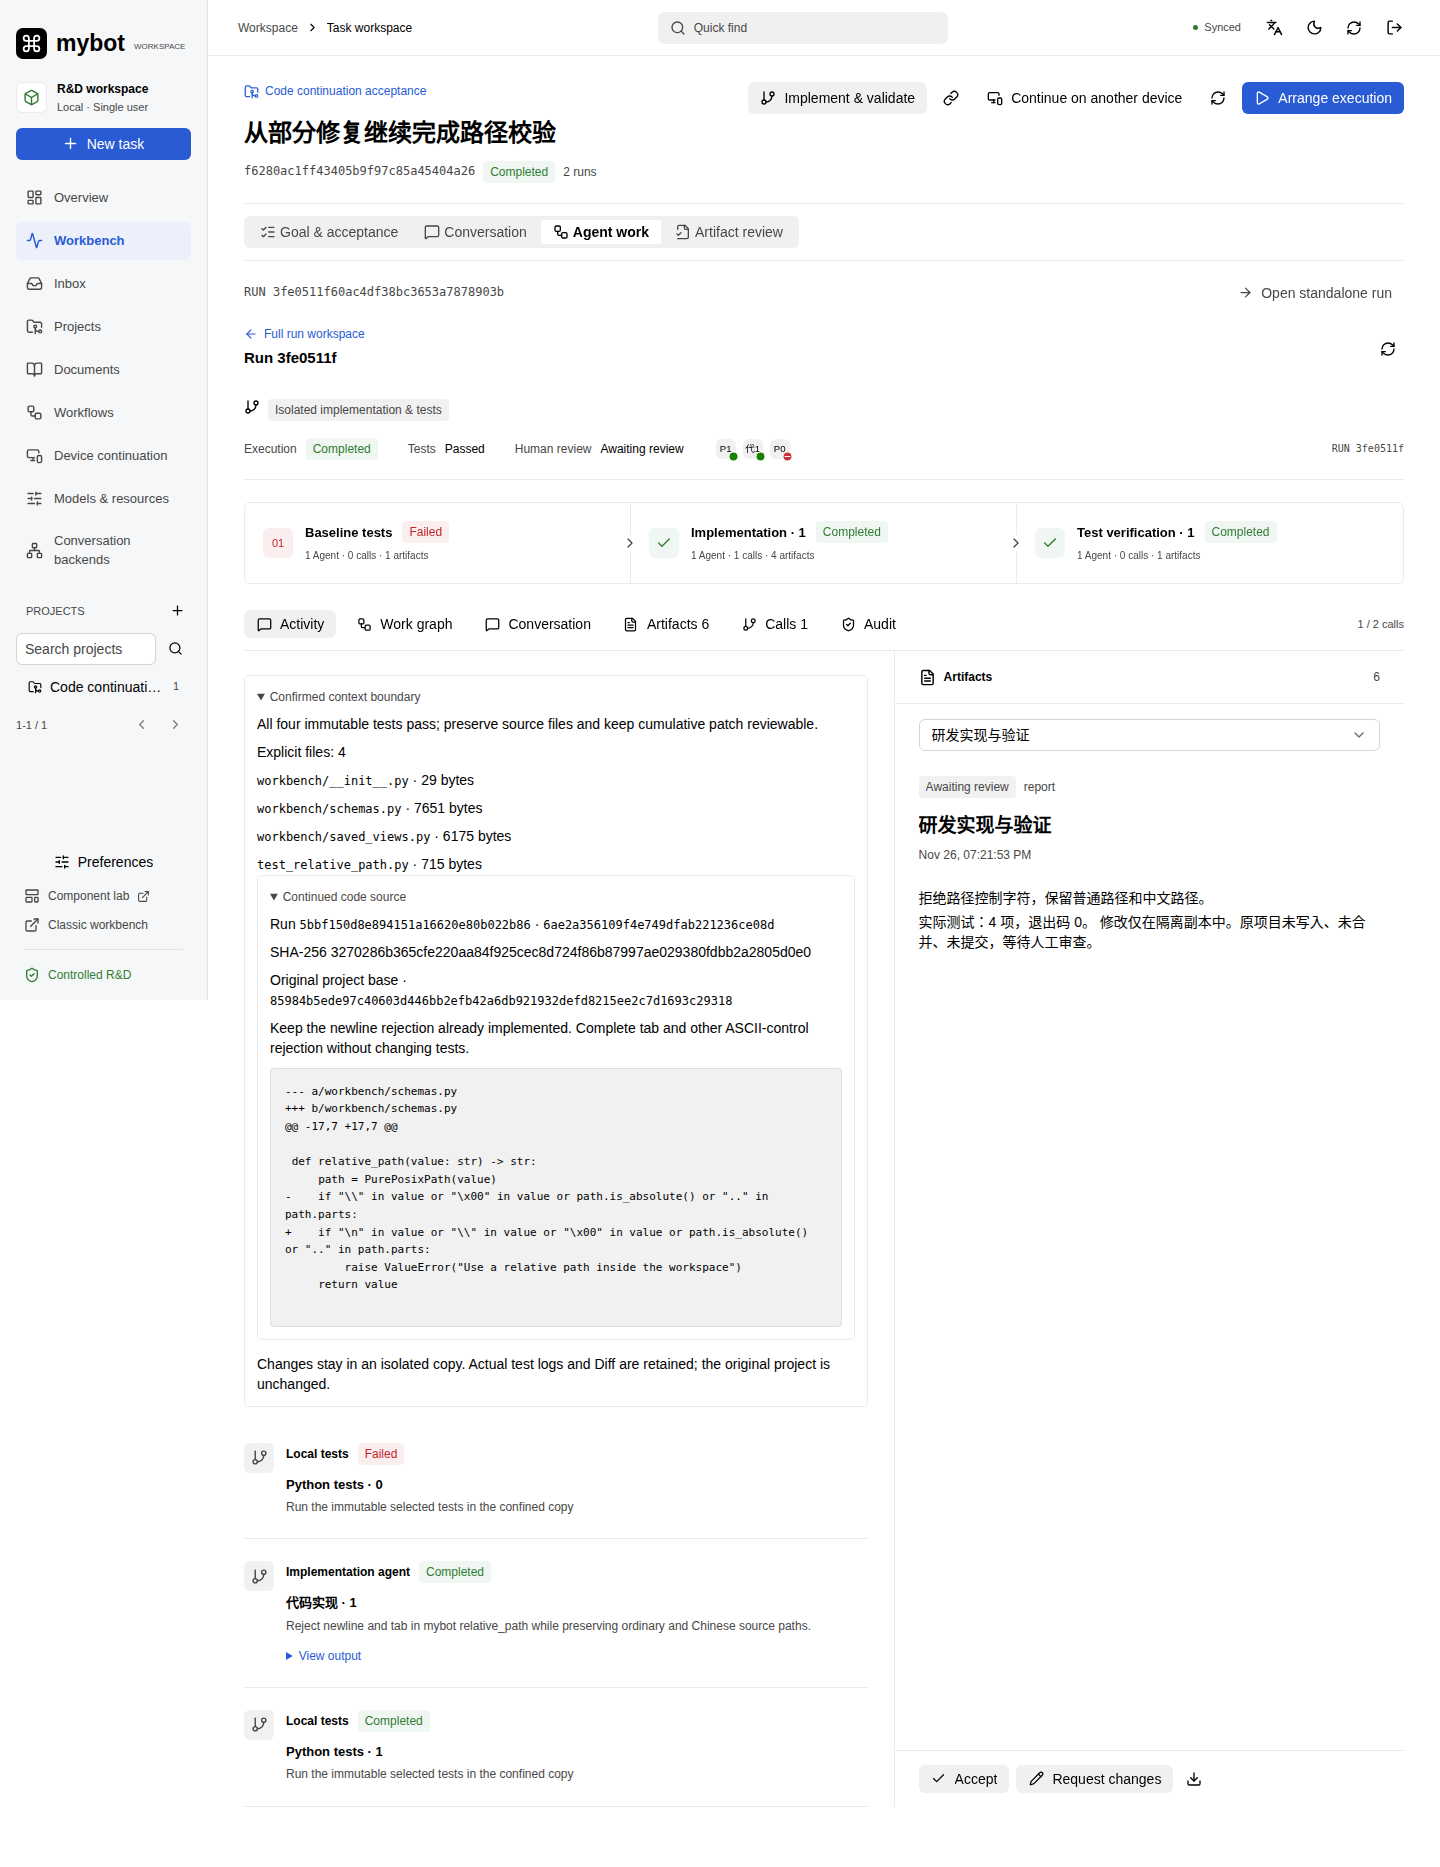 mybot WORKSPACE
R&D workspace
Local · Single user
New task
Overview
Workbench
Inbox
Projects
Documents
Workflows
Device continuation
Models & resources
Conversation
backends
PROJECTS
Search projects
Code continuati… 1
1-1 / 1
Preferences
Component lab
Classic workbench
Controlled R&D
Workspace Task workspace
Quick find
Synced
Code continuation acceptance
Implement & validate
Continue on another device
Arrange execution
从部分修复继续完成路径校验
f6280ac1ff43405b9f97c85a45404a26 Completed 2 runs
Goal & acceptance Conversation Agent work Artifact review
RUN 3fe0511f60ac4df38bc3653a7878903b
Open standalone run
Full run workspace
Run 3fe0511f
Isolated implementation & tests
Execution Completed Tests Passed Human review Awaiting review P1 代1 P0
RUN 3fe0511f
01 Baseline tests Failed
1 Agent · 0 calls · 1 artifacts
Implementation · 1 Completed
1 Agent · 1 calls · 4 artifacts
Test verification · 1 Completed
1 Agent · 0 calls · 1 artifacts
Activity Work graph Conversation Artifacts 6 Calls 1 Audit
1 / 2 calls
Confirmed context boundary
All four immutable tests pass; preserve source files and keep cumulative patch reviewable.
Explicit files: 4
workbench/__init__.py · 29 bytes
workbench/schemas.py · 7651 bytes
workbench/saved_views.py · 6175 bytes
test_relative_path.py · 715 bytes
Continued code source
Run 5bbf150d8e894151a16620e80b022b86 · 6ae2a356109f4e749dfab221236ce08d
SHA-256 3270286b365cfe220aa84f925cec8d724f86b87997ae029380fdbb2a2805d0e0
Original project base ·
85984b5ede97c40603d446bb2efb42a6db921932defd8215ee2c7d1693c29318
Keep the newline rejection already implemented. Complete tab and other ASCII-control
rejection without changing tests.
--- a/workbench/schemas.py
+++ b/workbench/schemas.py
@@ -17,7 +17,7 @@
def relative_path(value: str) -> str:
path = PurePosixPath(value)
-    if "\\" in value or "\x00" in value or path.is_absolute() or ".." in
path.parts:
+    if "\n" in value or "\\" in value or "\x00" in value or path.is_absolute()
or ".." in path.parts:
raise ValueError("Use a relative path inside the workspace")
return value
Changes stay in an isolated copy. Actual test logs and Diff are retained; the original project is
unchanged.
Local tests Failed
Python tests · 0
Run the immutable selected tests in the confined copy
Implementation agent Completed
代码实现 · 1
Reject newline and tab in mybot relative_path while preserving ordinary and Chinese source paths.
View output
Local tests Completed
Python tests · 1
Run the immutable selected tests in the confined copy
Artifacts 6
研发实现与验证
Awaiting review report
研发实现与验证
Nov 26, 07:21:53 PM
拒绝路径控制字符，保留普通路径和中文路径。
实际测试：4 项，退出码 0。 修改仅在隔离副本中。原项目未写入、未合
并、未提交，等待人工审查。
Accept Request changes